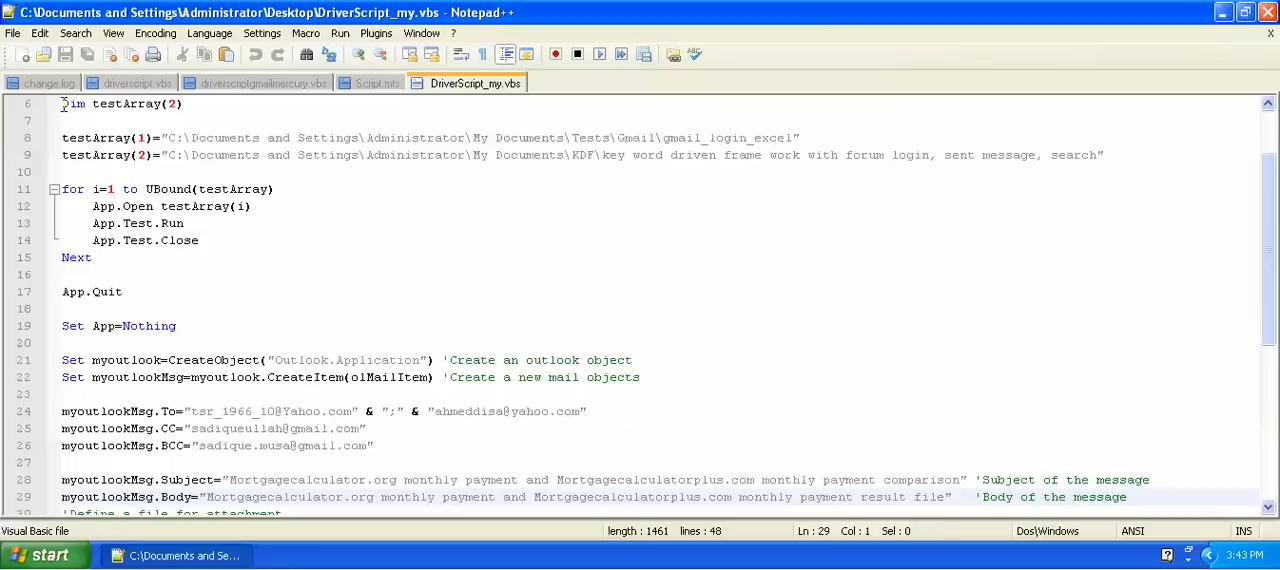 C:\Documents and Settings\Administrator\Desktop\DriverScript_my.vbs - Notepad++
File Edit Search View Encoding Language Settings Macro Run Plugins Window ? X
change.log driverscript.vbs driverscriptgmailmercury.vbs Script.mts DriverScript_my.vbs
6 Dim testArray(2)
7
8 testArray(1)="C:\Documents and Settings\Administrator\My Documents\Tests\Gmail\gmail_login_excel"
9 testArray(2)="C:\Documents and Settings\Administrator\My Documents\KDF\key word driven frame work with forum login, sent message, search"
10
11 for i=1 to UBound(testArray)
12 App.Open testArray(i)
13 App.Test.Run
14 App.Test.Close
15 Next
16
17 App.Quit
18
19 Set App=Nothing
20
21 Set myoutlook=CreateObject("Outlook.Application") 'Create an outlook object
22 Set myoutlookMsg=myoutlook.CreateItem(olMailItem) 'Create a new mail objects
23
24 myoutlookMsg.To="tsr_1966_10@Yahoo.com" & ";" & "ahmeddisa@yahoo.com"
25 myoutlookMsg.CC="sadiqueullah@gmail.com"
26 myoutlookMsg.BCC="sadique.musa@gmail.com"
27
28 myoutlookMsg.Subject="Mortgagecalculator.org monthly payment and Mortgagecalculatorplus.com monthly payment comparison" 'Subject of the message
29 myoutlookMsg.Body="Mortgagecalculator.org monthly payment and Mortgagecalculatorplus.com monthly payment result file" 'Body of the message
30 'Define a file for attachment
Visual Basic file length : 1461 lines : 48 Ln : 29 Col : 1 Sel : 0 Dos\Windows ANSI INS
start C:\Documents and Se... 3:43 PM